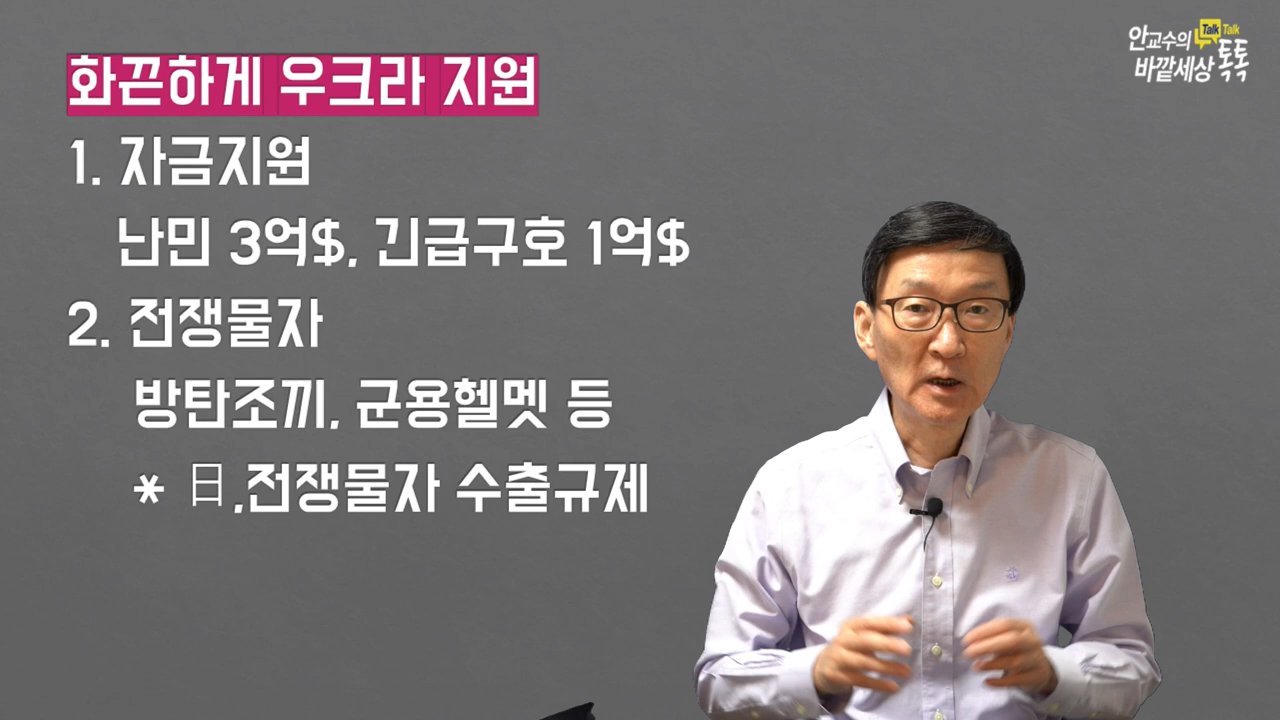 화끈하게 우크라 지원
1. 자금지원
난민 3억$, 긴급구호 1억$
2. 전쟁물자
방탄조끼, 군용헬멧 등
* 日,전쟁물자 수출규제
안교수의 Talk Talk
바깥세상 톡톡